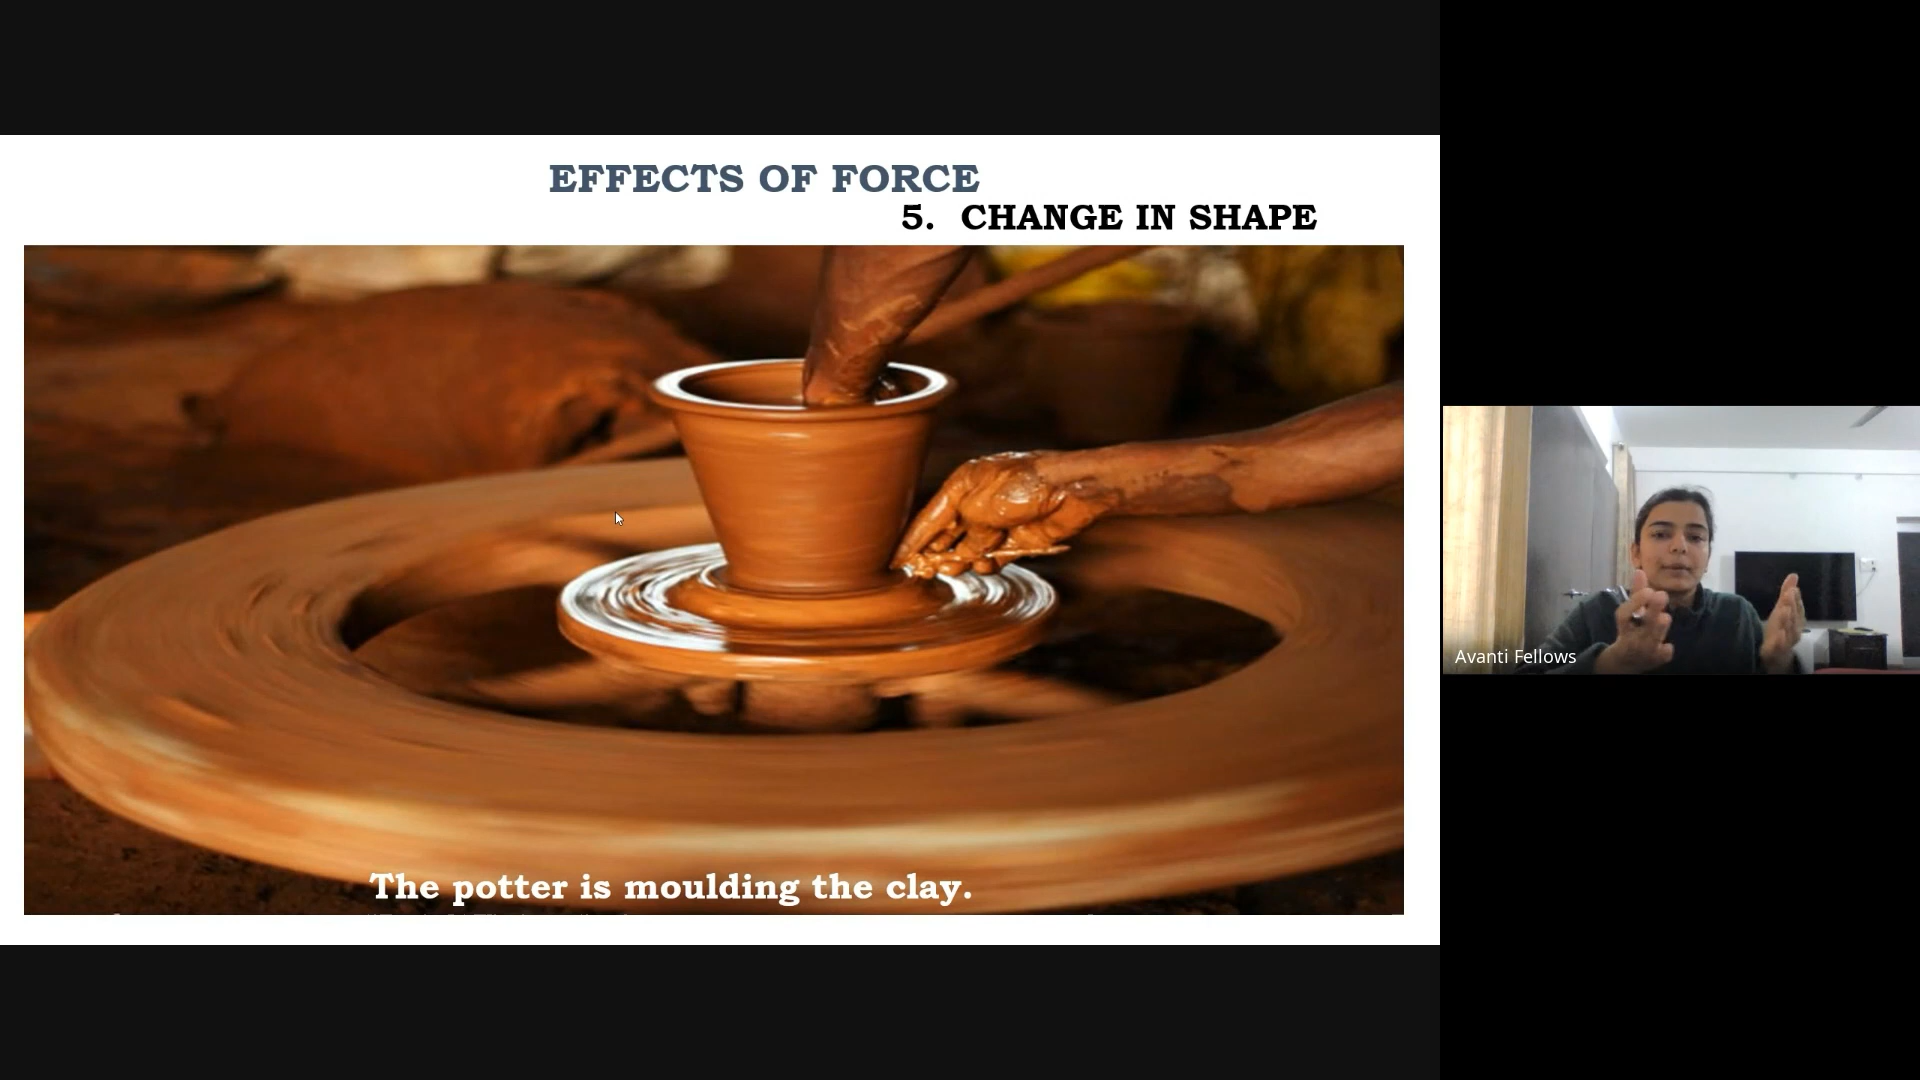 EFFECTS OF FORCE
5. CHANGE IN SHAPE
The potter is moulding the clay.
Avanti Fellows